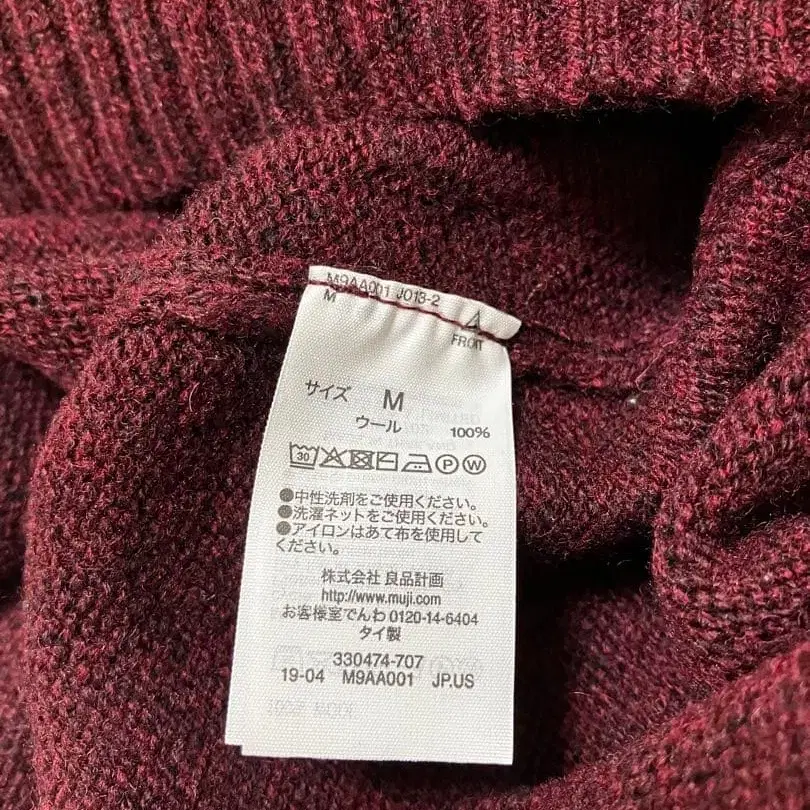 M9AA001 J013-2
M
FRONT
サイズ M
ウール 100%
30 P W
●中性洗剤をご使用ください。
●洗濯ネットをご使用ください。
●アイロンはあて布を使用して
ください。
株式会社 良品計画
http://www.muji.com
お客様室でんわ 0120-14-6404
タイ製
330474-707
19-04 M9AA001 JP.US